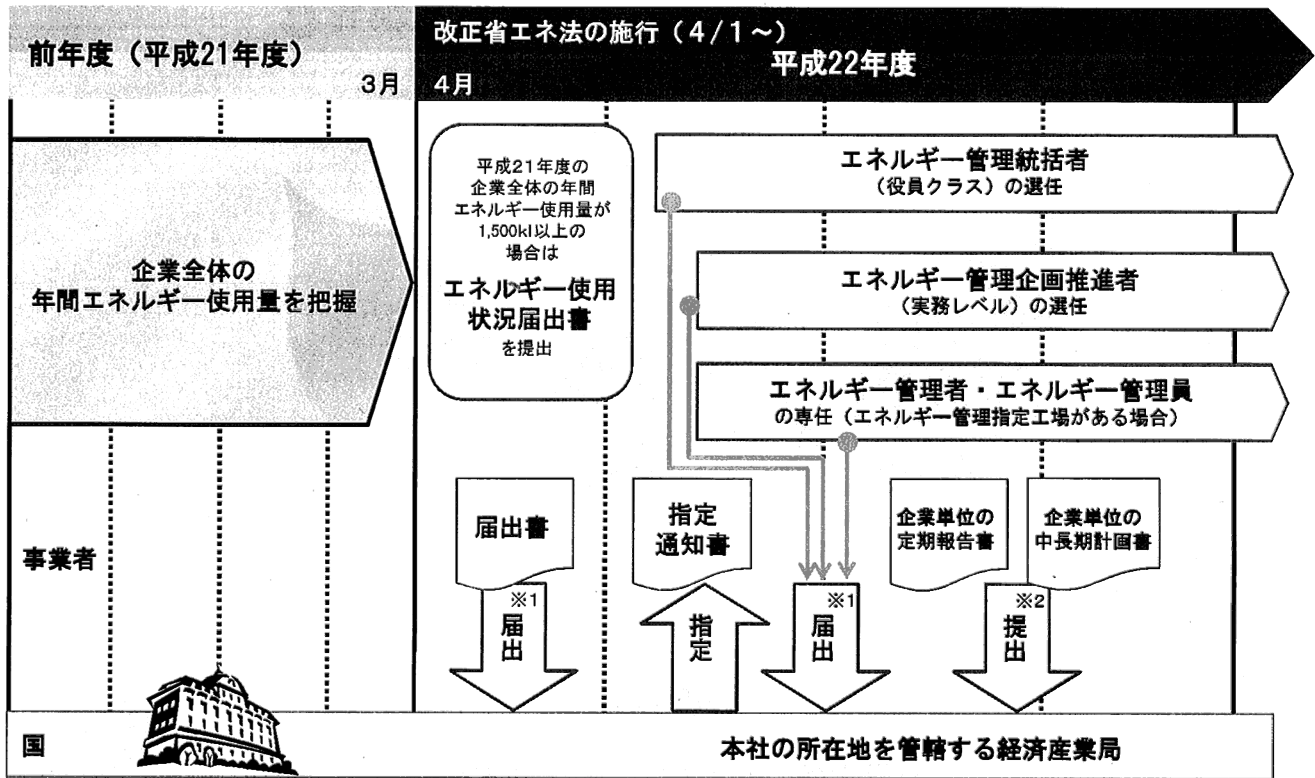 前年度（平成21年度）
3月
改正省エネ法の施行（4/1～）
平成22年度
4月
企業全体の
年間エネルギー使用量を把握
平成21年度の
企業全体の年間
エネルギー使用量が
1,500kl以上の
場合は
エネルギー使用
状況届出書
を提出
エネルギー管理統括者
（役員クラス）の選任
エネルギー管理企画推進者
（実務レベル）の選任
エネルギー管理者・エネルギー管理員
の専任（エネルギー管理指定工場がある場合）
事業者
届出書
指定
通知書
企業単位の
定期報告書
企業単位の
中長期計画書
※1
届出
指定
※1
届出
※2
提出
国
本社の所在地を管轄する経済産業局